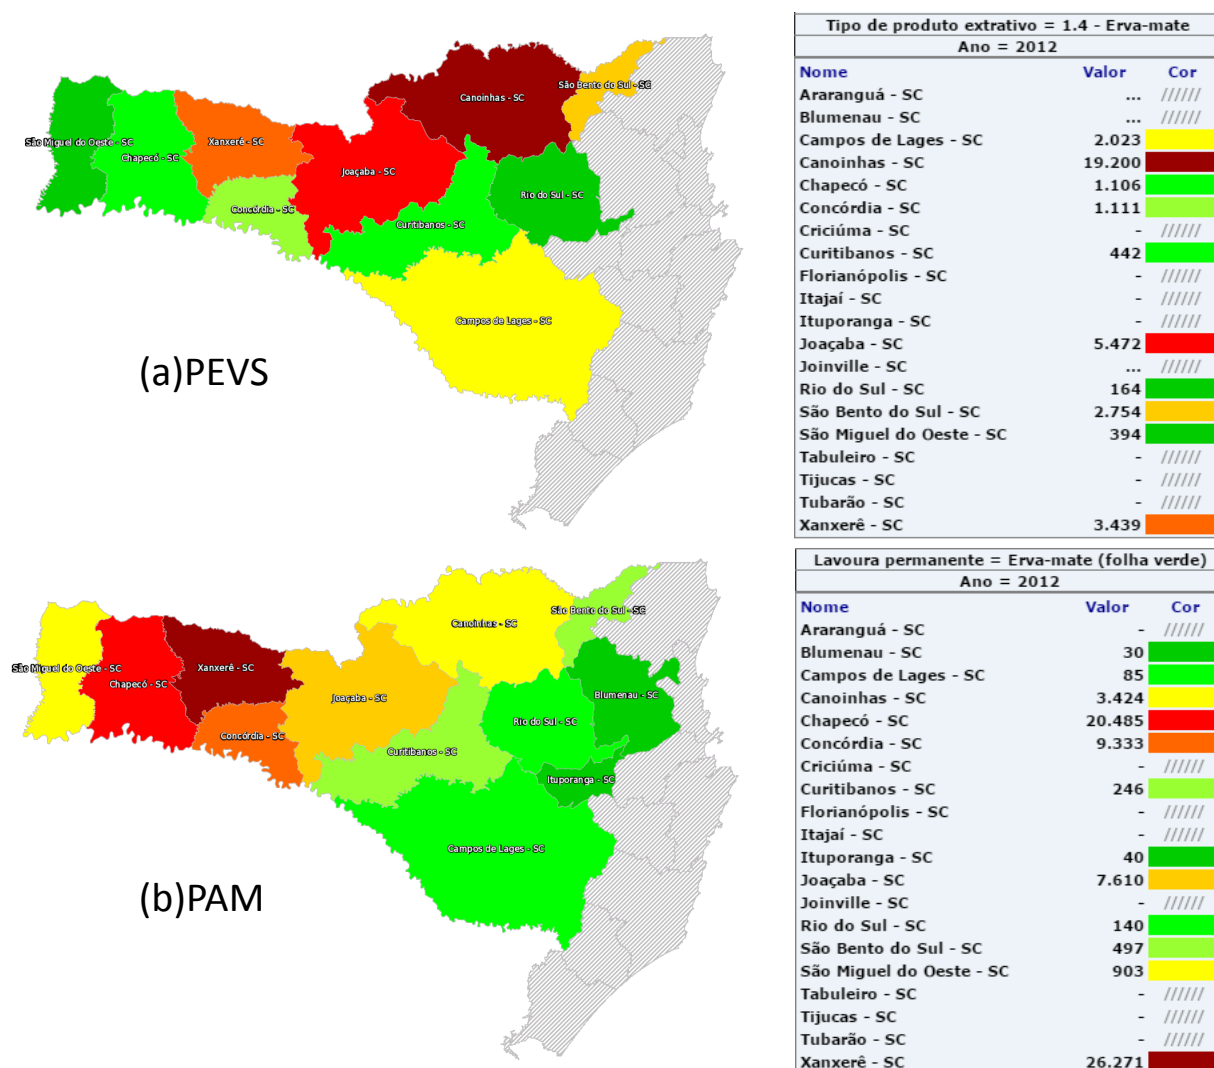 Canoinhas - SC
São Bento do Sul - SC
São Miguel do Oeste - SC
Chapecó - SC
Xanxerê - SC
Joaçaba - SC
Rio do Sul - SC
Concórdia - SC
Curitibanos - SC
Campos de Lages - SC
(a)PEVS
Tipo de produto extrativo = 1.4 - Erva-mate
Ano = 2012
Nome Valor Cor
Araranguá - SC ... //////
Blumenau - SC ... //////
Campos de Lages - SC 2.023
Canoinhas - SC 19.200
Chapecó - SC 1.106
Concórdia - SC 1.111
Criciúma - SC - //////
Curitibanos - SC 442
Florianópolis - SC - //////
Itajaí - SC - //////
Ituporanga - SC - //////
Joaçaba - SC 5.472
Joinville - SC ... //////
Rio do Sul - SC 164
São Bento do Sul - SC 2.754
São Miguel do Oeste - SC 394
Tabuleiro - SC - //////
Tijucas - SC - //////
Tubarão - SC - //////
Xanxerê - SC 3.439
São Bento do Sul - SC
Canoinhas - SC
São Miguel do Oeste - SC
Xanxerê - SC
Chapecó - SC
Joaçaba - SC
Blumenau - SC
Rio do Sul - SC
Concórdia - SC
Curitibanos - SC
Ituporanga - SC
Campos de Lages - SC
(b)PAM
Lavoura permanente = Erva-mate (folha verde)
Ano = 2012
Nome Valor Cor
Araranguá - SC - //////
Blumenau - SC 30
Campos de Lages - SC 85
Canoinhas - SC 3.424
Chapecó - SC 20.485
Concórdia - SC 9.333
Criciúma - SC - //////
Curitibanos - SC 246
Florianópolis - SC - //////
Itajaí - SC - //////
Ituporanga - SC 40
Joaçaba - SC 7.610
Joinville - SC - //////
Rio do Sul - SC 140
São Bento do Sul - SC 497
São Miguel do Oeste - SC 903
Tabuleiro - SC - //////
Tijucas - SC - //////
Tubarão - SC - //////
Xanxerê - SC 26.271